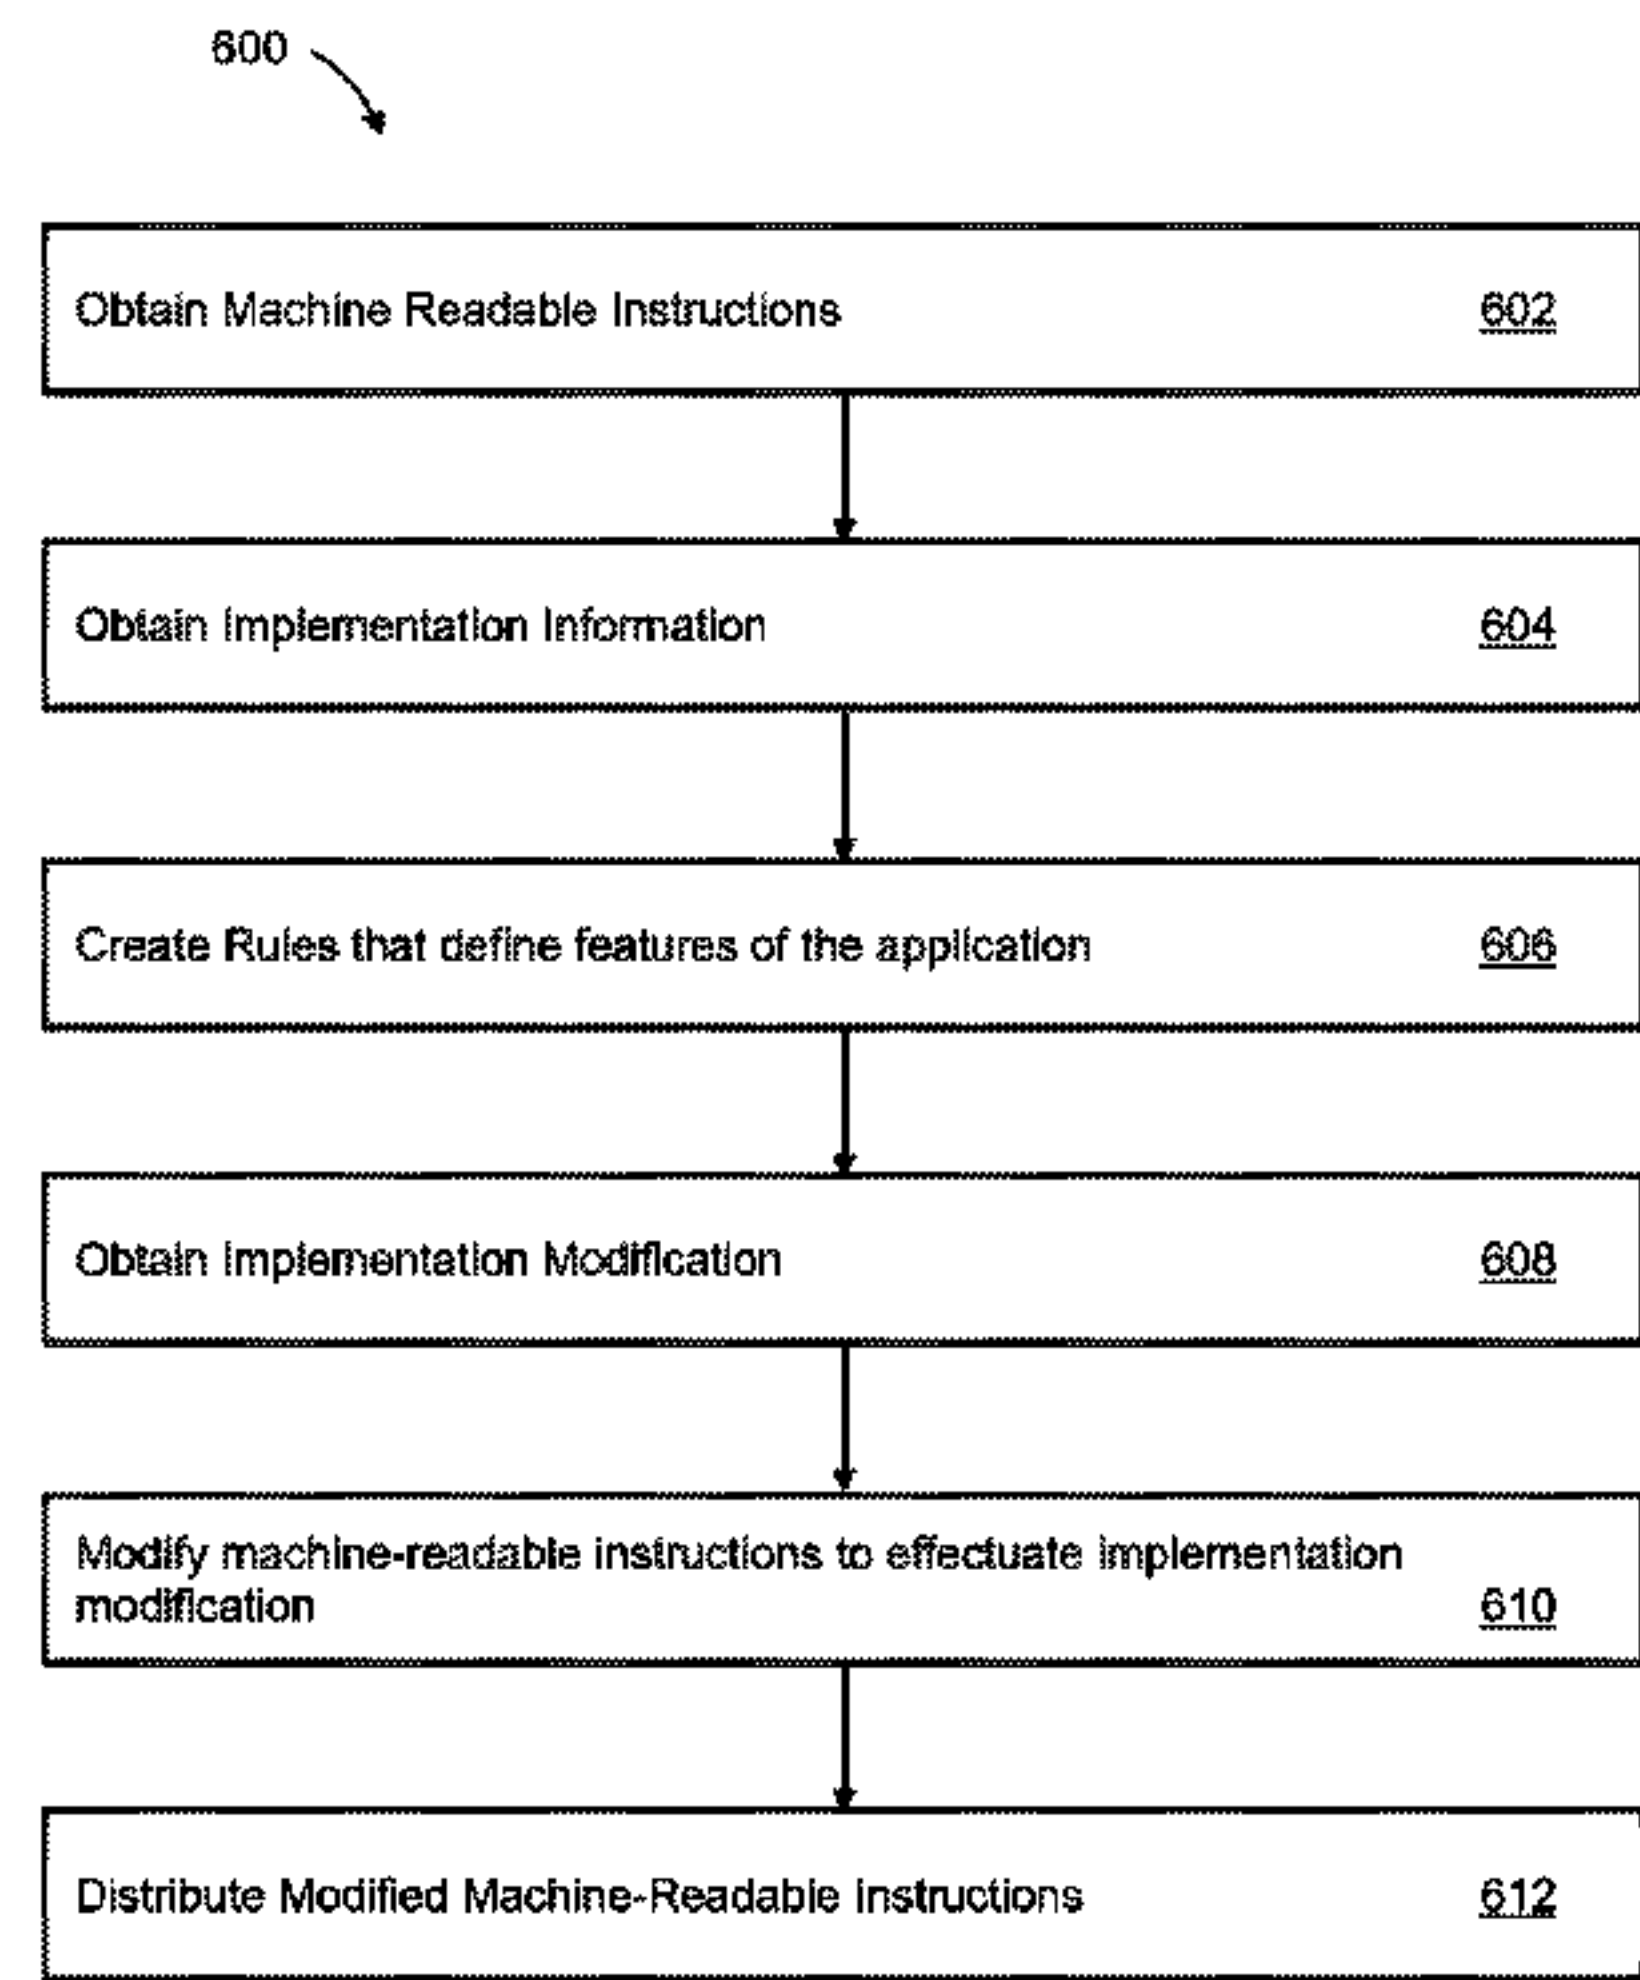 600
Obtain Machine Readable Instructions 602
Obtain Implementation Information 604
Create Rules that define features of the application 606
Obtain Implementation Modification 608
Modify machine-readable instructions to effectuate implementation
modification 610
Distribute Modified Machine-Readable Instructions 612